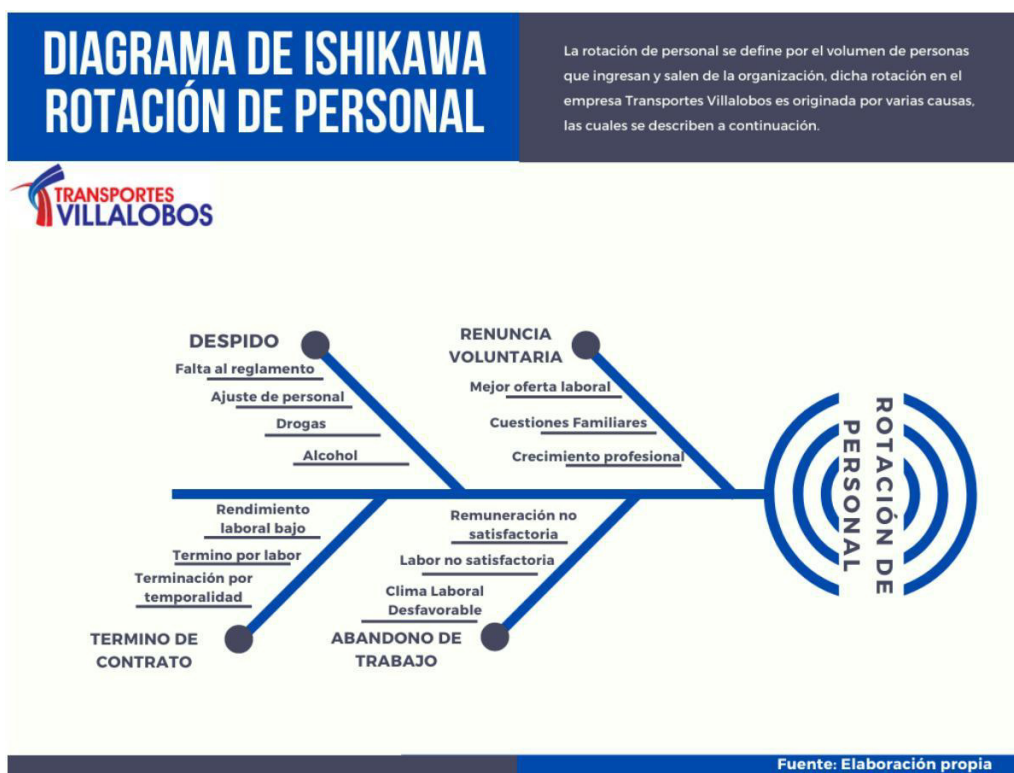 DIAGRAMA DE ISHIKAWA
ROTACIÓN DE PERSONAL
La rotación de personal se define por el volumen de personas
que ingresan y salen de la organización, dicha rotación en el
empresa Transportes Villalobos es originada por varias causas,
las cuales se describen a continuación.
TRANSPORTES
VILLALOBOS
DESPIDO
Falta al reglamento
Ajuste de personal
Drogas
Alcohol
RENUNCIA
VOLUNTARIA
Mejor oferta laboral
Cuestiones Familiares
Crecimiento profesional
Rendimiento
laboral bajo
Termino por labor
Terminación por
temporalidad
TERMINO DE
CONTRATO
Remuneración no
satisfactoria
Labor no satisfactoria
Clima Laboral
Desfavorable
ABANDONO DE
TRABAJO
ROTACIÓN DE
PERSONAL
Fuente: Elaboración propia